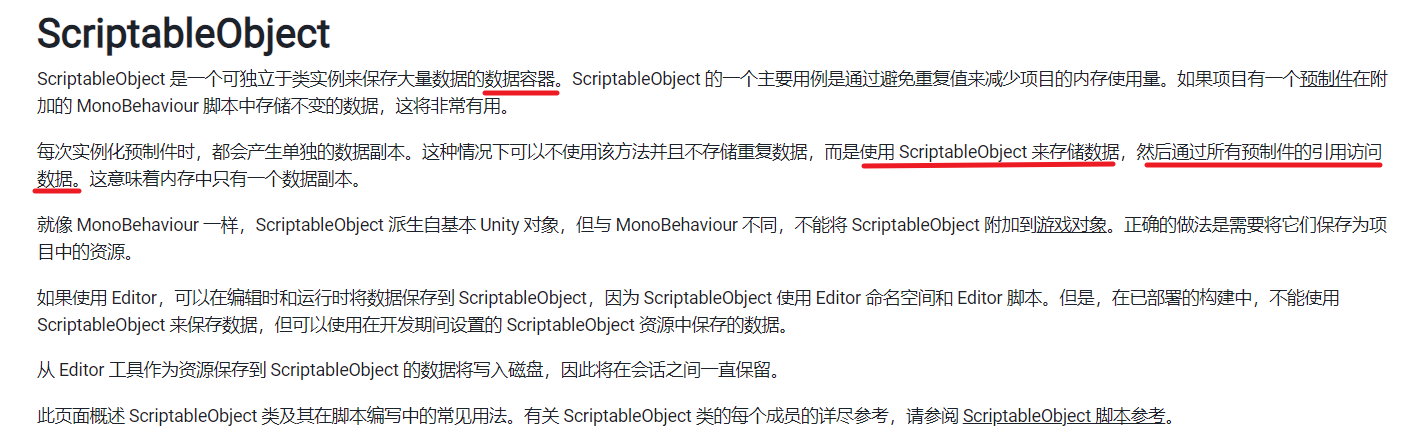 ScriptableObject
ScriptableObject 是一个可独立于类实例来保存大量数据的数据容器。ScriptableObject 的一个主要用例是通过避免重复值来减少项目的内存使用量。如果项目有一个预制件在附
加的 MonoBehaviour 脚本中存储不变的数据，这将非常有用。
每次实例化预制件时，都会产生单独的数据副本。这种情况下可以不使用该方法并且不存储重复数据，而是使用 ScriptableObject 来存储数据，然后通过所有预制件的引用访问
数据。这意味着内存中只有一个数据副本。
就像 MonoBehaviour 一样，ScriptableObject 派生自基本 Unity 对象，但与 MonoBehaviour 不同，不能将 ScriptableObject 附加到游戏对象。正确的做法是需要将它们保存为项
目中的资源。
如果使用 Editor，可以在编辑时和运行时将数据保存到 ScriptableObject，因为 ScriptableObject 使用 Editor 命名空间和 Editor 脚本。但是，在已部署的构建中，不能使用
ScriptableObject 来保存数据，但可以使用在开发期间设置的 ScriptableObject 资源中保存的数据。
从 Editor 工具作为资源保存到 ScriptableObject 的数据将写入磁盘，因此将在会话之间一直保留。
此页面概述 ScriptableObject 类及其在脚本编写中的常见用法。有关 ScriptableObject 类的每个成员的详尽参考，请参阅 ScriptableObject 脚本参考。